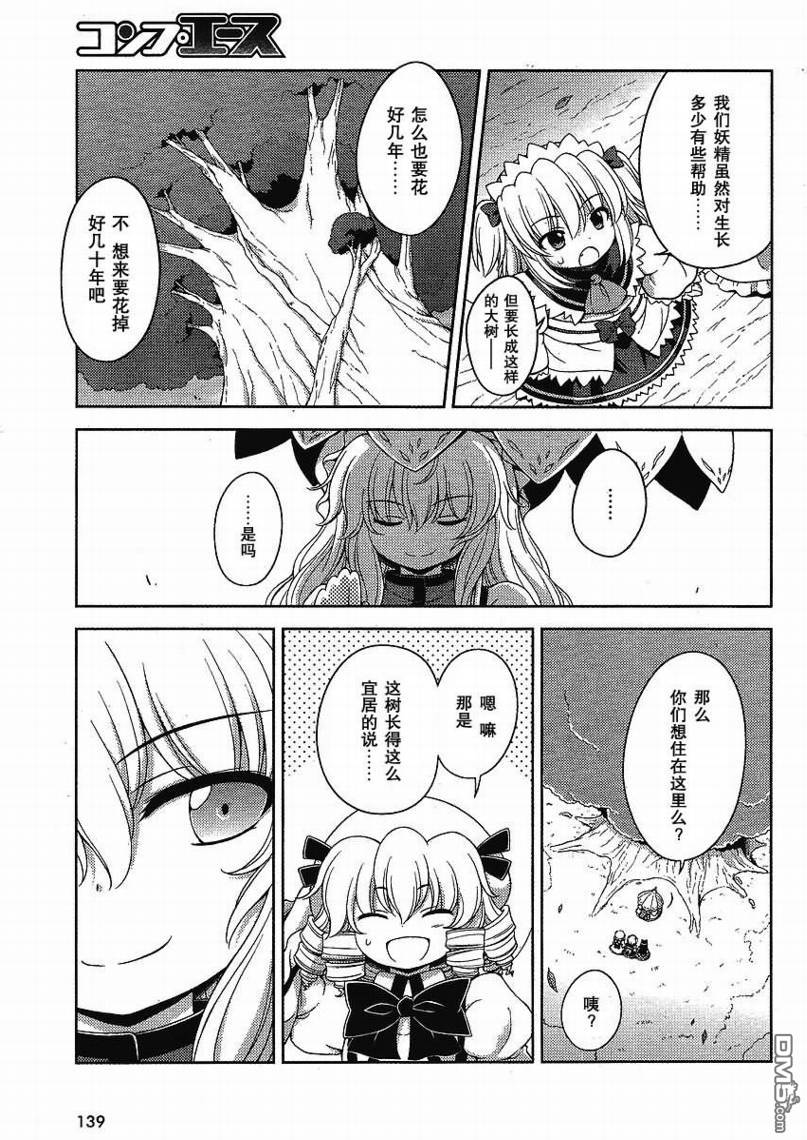 コンプ・エース
我们妖精虽然对生长
多少有些帮助……
但要长成这样
的大树——
怎么也要花
好几年……
不 想来要花掉
好几十年吧
……
……是吗
那么
你们想住在这里么？
咦？
嗯嘛
那是
这树长得这么
宜居的说……
139
DM5.com